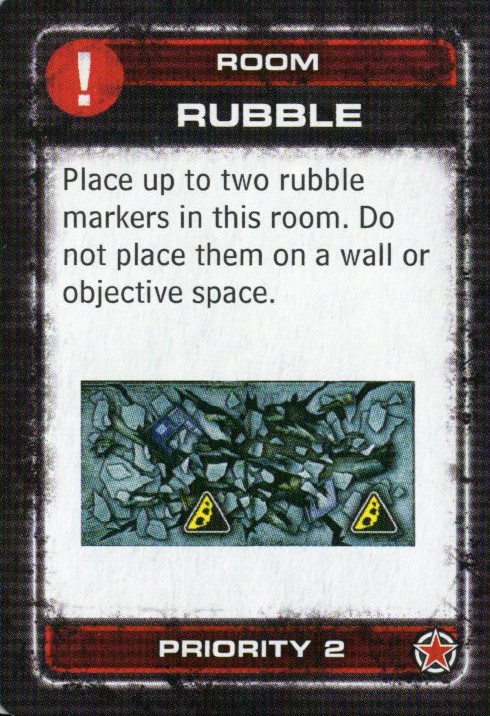 !
ROOM
RUBBLE
Place up to two rubble
markers in this room. Do
not place them on a wall or
objective space.
PRIORITY 2